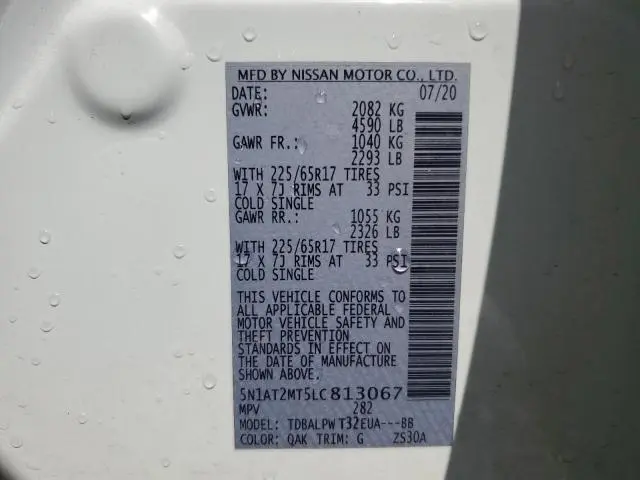 MFD BY NISSAN MOTOR CO., LTD.
DATE: 07/20
GVWR: 2082 KG
4590 LB
GAWR FR.: 1040 KG
2293 LB
WITH 225/65R17 TIRES
17 X 7J RIMS AT 33 PSI
COLD SINGLE
GAWR RR.: 1055 KG
2326 LB
WITH 225/65R17 TIRES
17 X 7J RIMS AT 33 PSI
COLD SINGLE
THIS VEHICLE CONFORMS TO
ALL APPLICABLE FEDERAL
MOTOR VEHICLE SAFETY AND
THEFT PREVENTION
STANDARDS IN EFFECT ON
THE DATE OF MANUFACTURE
SHOWN ABOVE.
5N1AT2MT5LC813067
MPV 282
MODEL: TDBALPW T32EUA---BB
COLOR: QAK TRIM: G ZS30A